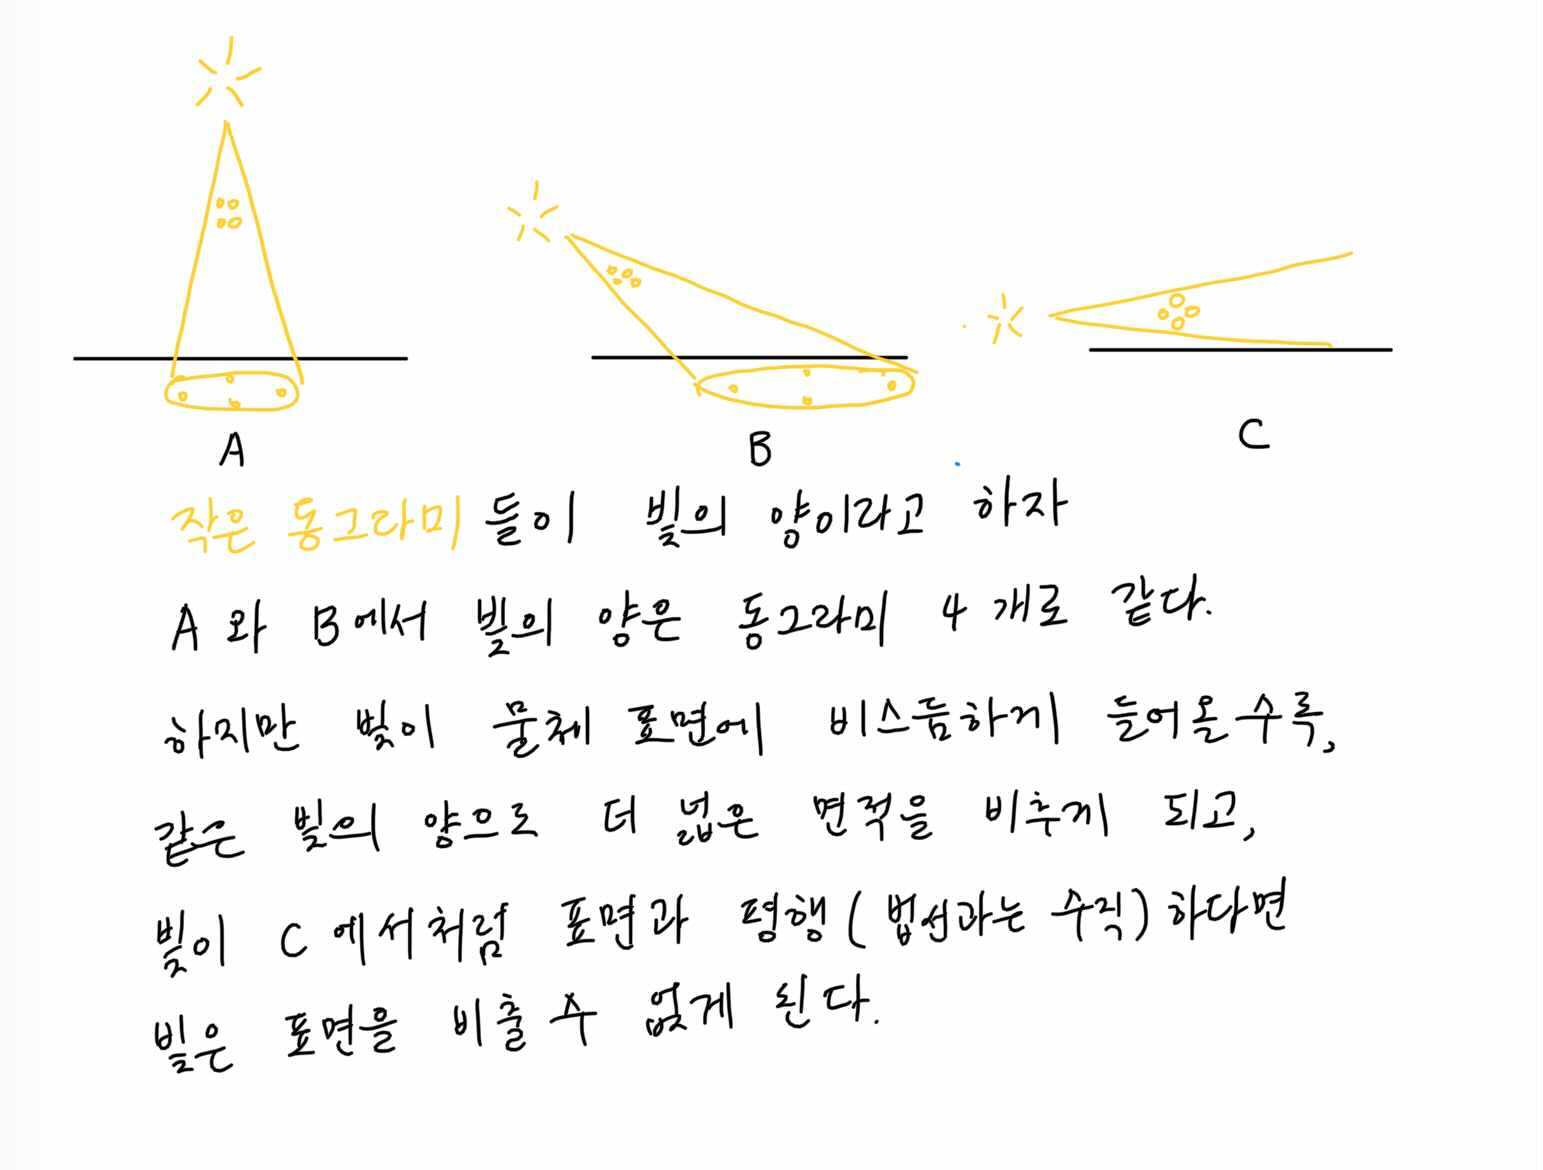 A
B
C
작은 동그라미들이 빛의 양이라고 하자
A와 B에서 빛의 양은 동그라미 4개로 같다.
하지만 빛이 물체 표면에 비스듬하게 들어올수록,
같은 빛의 양으로 더 넓은 면적을 비추게 되고,
빛이 C에서처럼 표면과 평행(법선과는 수직)하다면
빛은 표면을 비출 수 없게 된다.